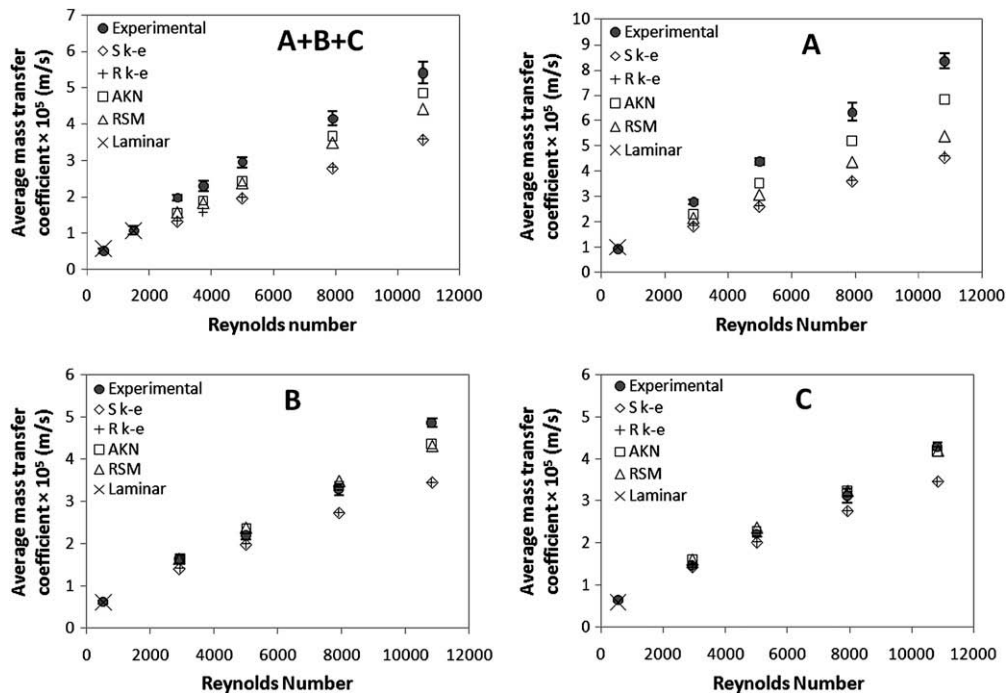 A+B+C
Average mass transfer
coefficient × 10⁵ (m/s)
7
6
5
4
3
2
1
0
Experimental
S k-e
R k-e
AKN
RSM
Laminar
0 2000 4000 6000 8000 10000 12000
Reynolds Number
A
Average mass transfer
coefficient × 10⁵ (m/s)
10
9
8
7
6
5
4
3
2
1
0
Experimental
S k-e
R k-e
AKN
RSM
Laminar
0 2000 4000 6000 8000 10000 12000
Reynolds Number
B
Average mass transfer
coefficient × 10⁵ (m/s)
6
5
4
3
2
1
0
Experimental
S k-e
R k-e
AKN
RSM
Laminar
0 2000 4000 6000 8000 10000 12000
Reynolds Number
C
Average mass transfer
coefficient × 10⁵ (m/s)
6
5
4
3
2
1
0
Experimental
S k-e
R k-e
AKN
RSM
Laminar
0 2000 4000 6000 8000 10000 12000
Reynolds Number